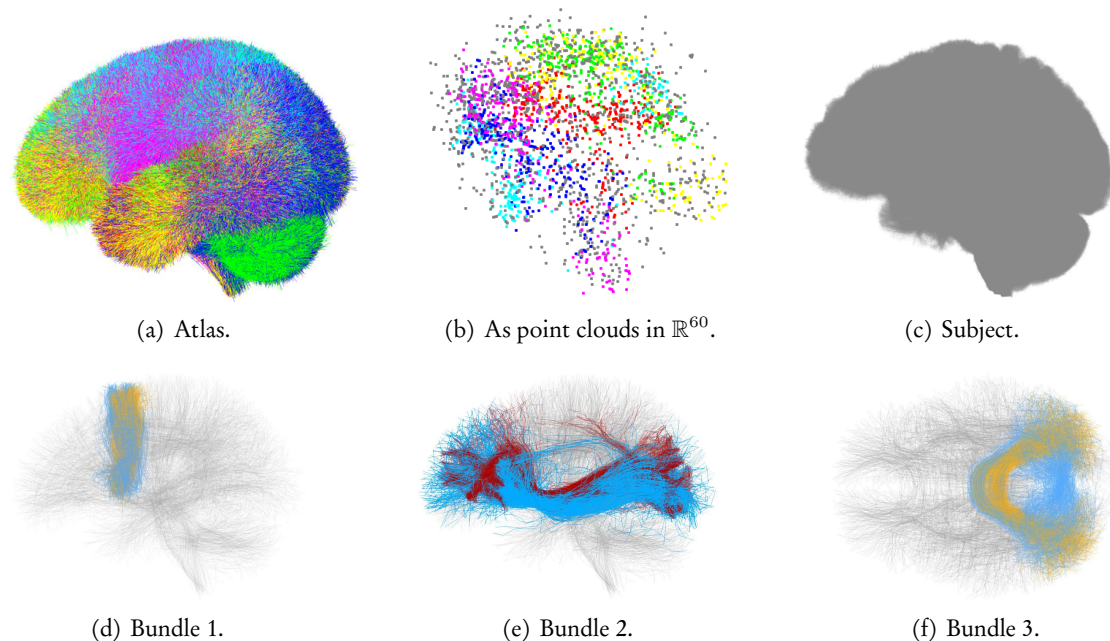 (a) Atlas.
(b) As point clouds in ℝ⁶⁰.
(c) Subject.
(d) Bundle 1.
(e) Bundle 2.
(f) Bundle 3.